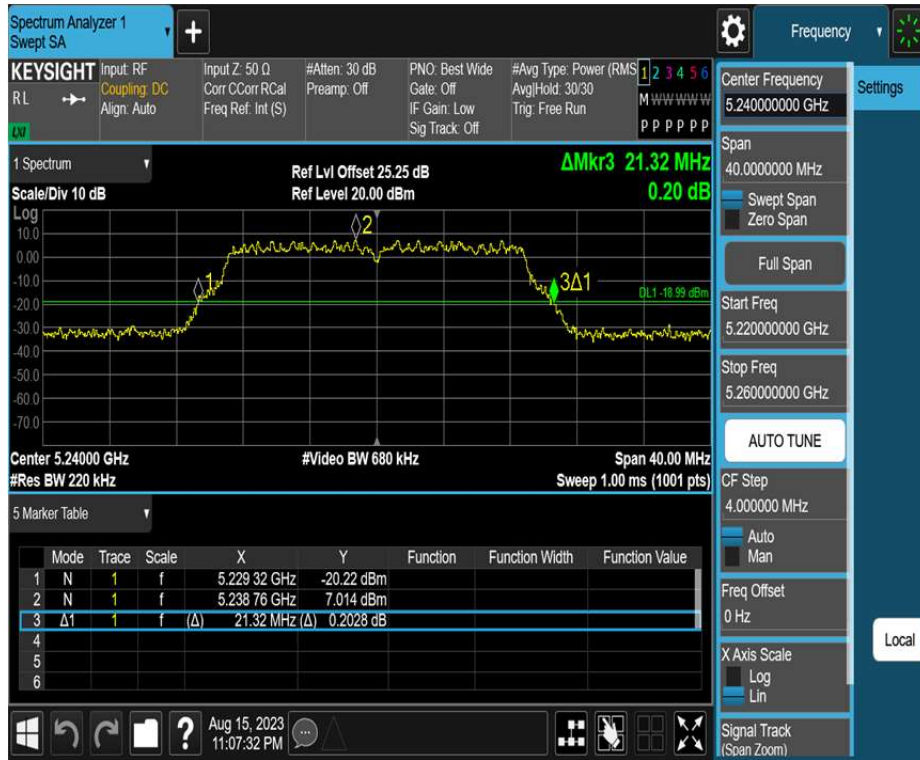 Spectrum Analyzer 1
Swept SA
Frequency
KEYSIGHT
RL
LXI
Input: RF
Coupling: DC
Align: Auto
Input Z: 50 Ω
Corr CCorr RCal
Freq Ref: Int (S)
#Atten: 30 dB
Preamp: Off
PNO: Best Wide
Gate: Off
IF Gain: Low
Sig Track: Off
#Avg Type: Power (RMS
Avg|Hold: 30/30
Trig: Free Run
1 2 3 4 5 6
M W W W W W
P P P P P P
1 Spectrum
Scale/Div 10 dB
Ref Lvl Offset 25.25 dB
Ref Level 20.00 dBm
ΔMkr3 21.32 MHz
0.20 dB
Log
10.0
0.00
-10.0
-20.0
-30.0
-40.0
-50.0
-60.0
-70.0
1
2
3Δ1
DL1 -18.99 dBm
Center 5.24000 GHz
#Res BW 220 kHz
#Video BW 680 kHz
Span 40.00 MHz
Sweep 1.00 ms (1001 pts)
5 Marker Table
Mode Trace Scale X Y Function Function Width Function Value
1 N 1 f 5.229 32 GHz -20.22 dBm
2 N 1 f 5.238 76 GHz 7.014 dBm
3 Δ1 1 f (Δ) 21.32 MHz (Δ) 0.2028 dB
4
5
6
Aug 15, 2023
11:07:32 PM
Center Frequency
5.240000000 GHz
Span
40.0000000 MHz
Swept Span
Zero Span
Full Span
Start Freq
5.220000000 GHz
Stop Freq
5.260000000 GHz
AUTO TUNE
CF Step
4.000000 MHz
Auto
Man
Freq Offset
0 Hz
X Axis Scale
Log
Lin
Signal Track
(Span Zoom)
Settings
Local